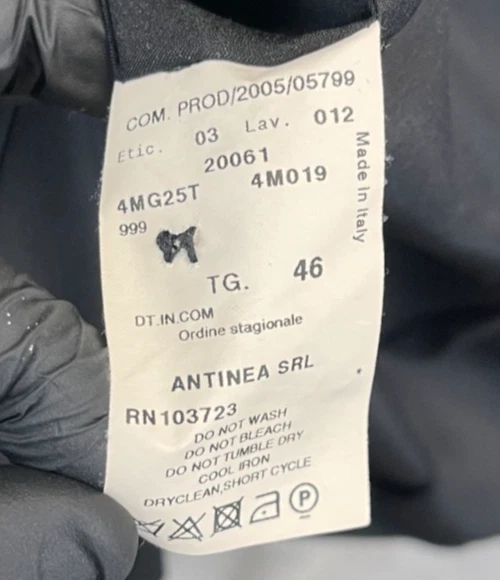 COM. PROD/2005/05799
Etic. 03 Lav. 012
20061
4MG25T 4M019
999
Made in Italy
TG. 46
DT.IN.COM
Ordine stagionale
ANTINEA SRL
RN103723
DO NOT WASH
DO NOT BLEACH
DO NOT TUMBLE DRY
COOL IRON
DRYCLEAN,SHORT CYCLE
P